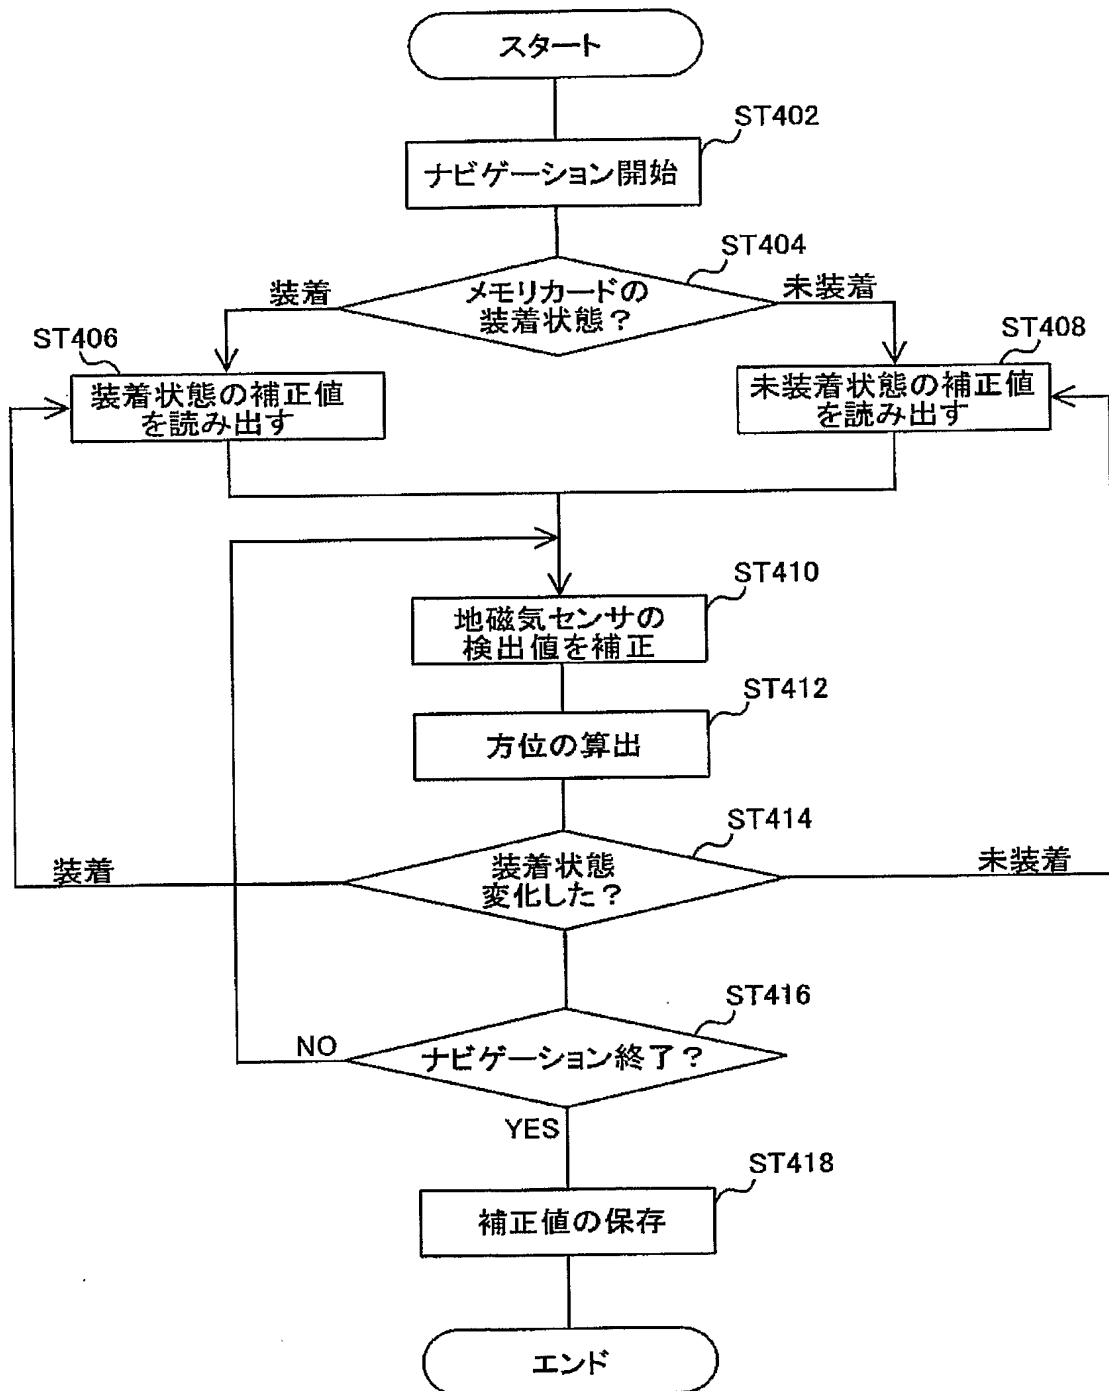 スタート
ST402
ナビゲーション開始
ST404
メモリカードの
装着状態？
装着
未装着
ST406
装着状態の補正値
を読み出す
ST408
未装着状態の補正値
を読み出す
ST410
地磁気センサの
検出値を補正
ST412
方位の算出
ST414
装着状態
変化した？
装着
未装着
ST416
ナビゲーション終了？
NO
YES
ST418
補正値の保存
エンド